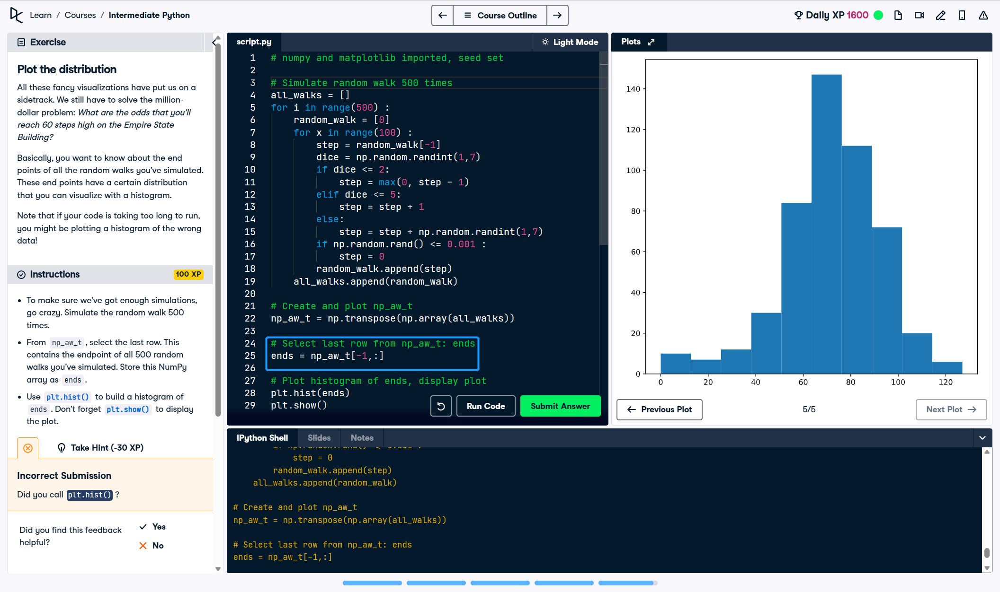 Learn / Courses / Intermediate Python
Course Outline
Daily XP 1600
Exercise
Plot the distribution
All these fancy visualizations have put us on a
sidetrack. We still have to solve the million-
dollar problem: What are the odds that you'll
reach 60 steps high on the Empire State
Building?
Basically, you want to know about the end
points of all the random walks you've simulated.
These end points have a certain distribution
that you can visualize with a histogram.
Note that if your code is taking too long to run,
you might be plotting a histogram of the wrong
data!
Instructions 100 XP
To make sure we've got enough simulations,
go crazy. Simulate the random walk 500
times.
From np_aw_t, select the last row. This
contains the endpoint of all 500 random
walks you've simulated. Store this NumPy
array as ends.
Use plt.hist() to build a histogram of
ends. Don't forget plt.show() to display
the plot.
Take Hint (-30 XP)
Incorrect Submission
Did you call plt.hist() ?
Did you find this feedback
helpful?
Yes
No
script.py
Light Mode
1 # numpy and matplotlib imported, seed set
2
3 # Simulate random walk 500 times
4 all_walks = []
5 for i in range(500) :
6     random_walk = [0]
7     for x in range(100) :
8         step = random_walk[-1]
9         dice = np.random.randint(1,7)
10         if dice <= 2:
11             step = max(0, step - 1)
12         elif dice <= 5:
13             step = step + 1
14         else:
15             step = step + np.random.randint(1,7)
16         if np.random.rand() <= 0.001 :
17             step = 0
18         random_walk.append(step)
19     all_walks.append(random_walk)
20
21 # Create and plot np_aw_t
22 np_aw_t = np.transpose(np.array(all_walks))
23
24 # Select last row from np_aw_t: ends
25 ends = np_aw_t[-1,:]
26
27 # Plot histogram of ends, display plot
28 plt.hist(ends)
29 plt.show()
Run Code
Submit Answer
Plots
140
120
100
80
60
40
20
0
0 20 40 60 80 100 120
Previous Plot
5/5
Next Plot
IPython Shell
Slides
Notes
if np.random.rand() <= 0.001 :
step = 0
random_walk.append(step)
all_walks.append(random_walk)
# Create and plot np_aw_t
np_aw_t = np.transpose(np.array(all_walks))
# Select last row from np_aw_t: ends
ends = np_aw_t[-1,:]